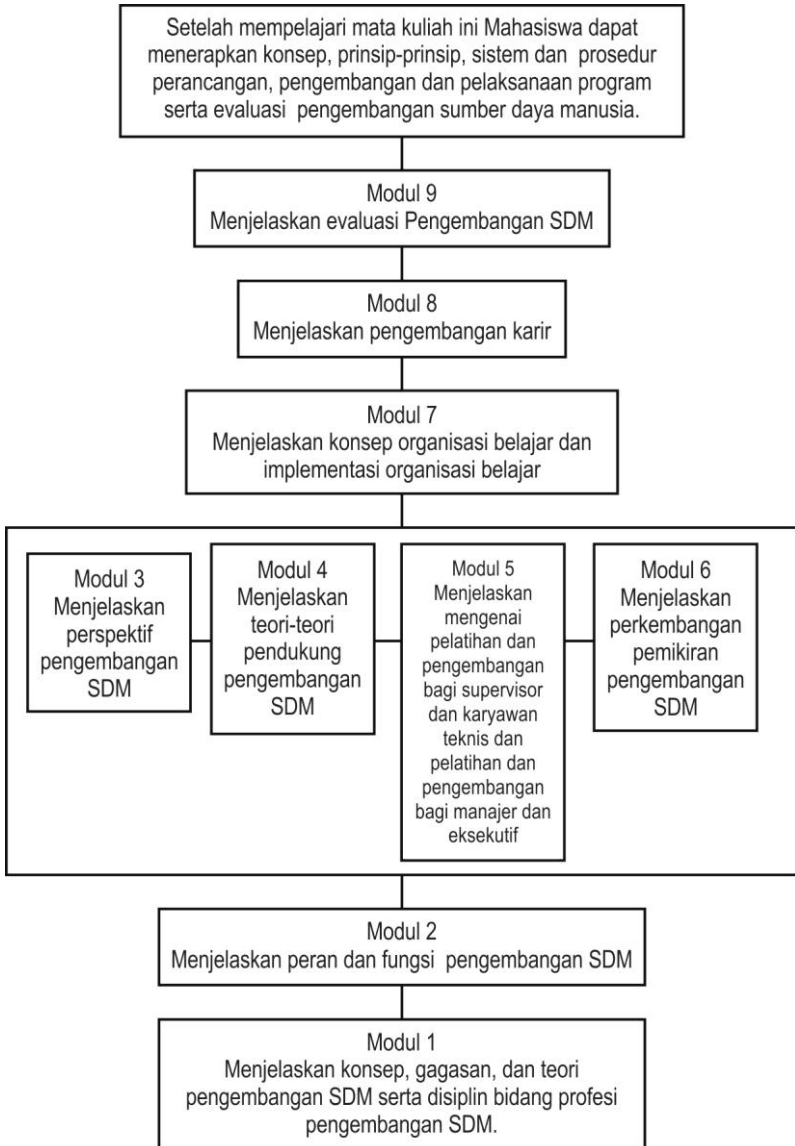 Setelah mempelajari mata kuliah ini Mahasiswa dapat
menerapkan konsep, prinsip-prinsip, sistem dan prosedur
perancangan, pengembangan dan pelaksanaan program
serta evaluasi pengembangan sumber daya manusia.
Modul 9
Menjelaskan evaluasi Pengembangan SDM
Modul 8
Menjelaskan pengembangan karir
Modul 7
Menjelaskan konsep organisasi belajar dan
implementasi organisasi belajar
Modul 3
Menjelaskan
perspektif
pengembangan
SDM
Modul 4
Menjelaskan
teori-teori
pendukung
pengembangan
SDM
Modul 5
Menjelaskan
mengenai
pelatihan dan
pengembangan
bagi supervisor
dan karyawan
teknis dan
pelatihan dan
pengembangan
bagi manajer dan
eksekutif
Modul 6
Menjelaskan
perkembangan
pemikiran
pengembangan
SDM
Modul 2
Menjelaskan peran dan fungsi pengembangan SDM
Modul 1
Menjelaskan konsep, gagasan, dan teori
pengembangan SDM serta disiplin bidang profesi
pengembangan SDM.